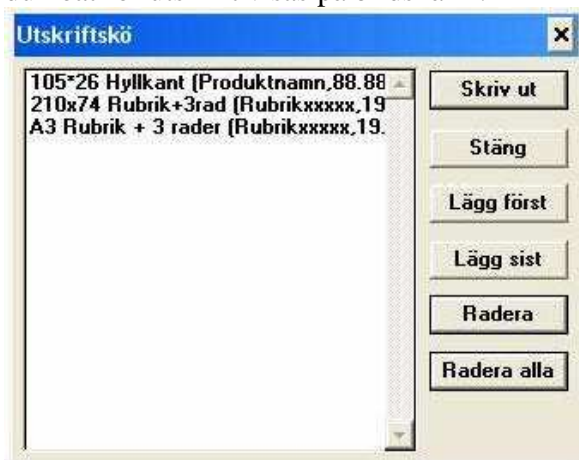 Utskriftskö
105*26 Hyllkant (Produktnamn,88.88
210x74 Rubrik+3rad (Rubrikxxxxx,19
A3 Rubrik + 3 rader (Rubrikxxxxx,19.
Skriv ut
Stäng
Lägg först
Lägg sist
Radera
Radera alla